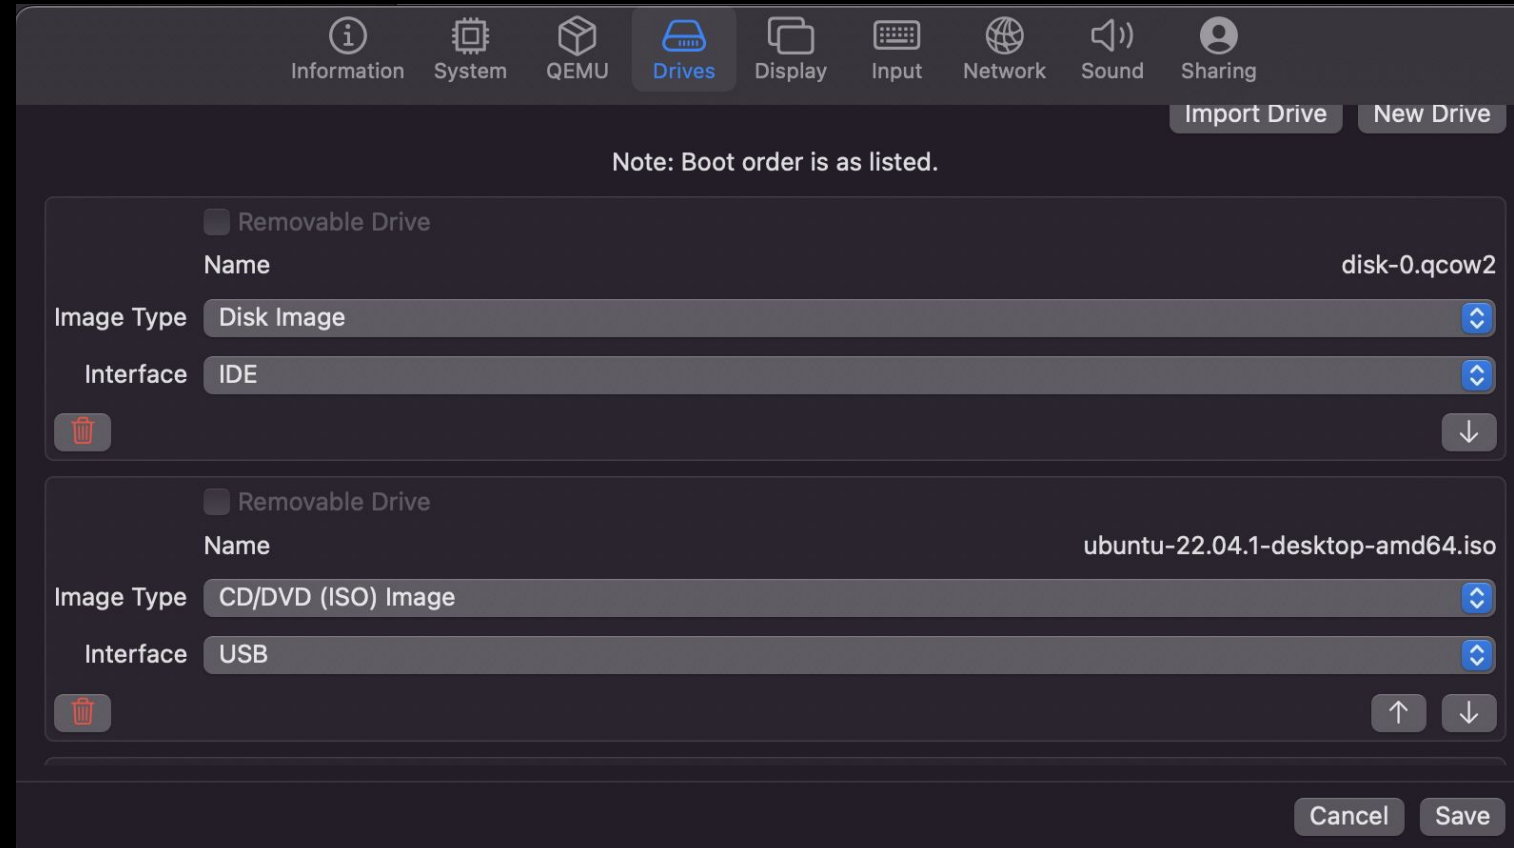 Information System QEMU Drives Display Input Network Sound Sharing
Import Drive New Drive
Note: Boot order is as listed.
Removable Drive
Name disk-0.qcow2
Image Type Disk Image
Interface IDE
Removable Drive
Name ubuntu-22.04.1-desktop-amd64.iso
Image Type CD/DVD (ISO) Image
Interface USB
Cancel Save